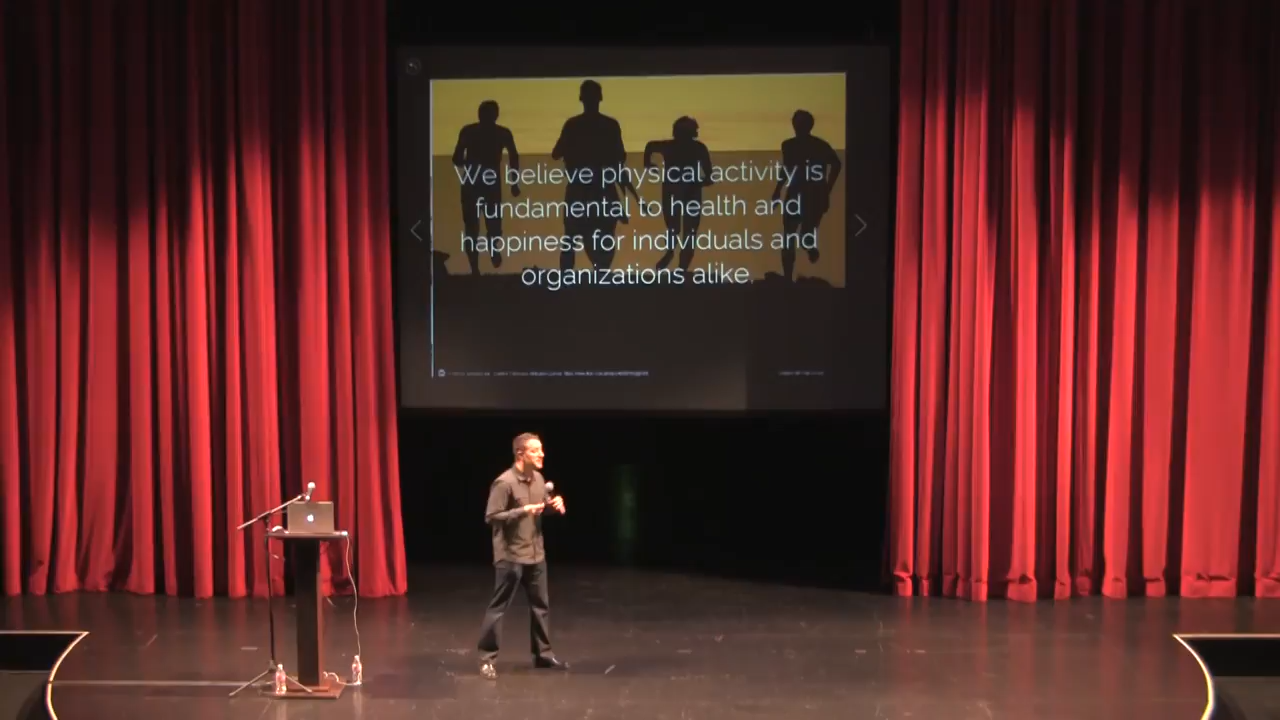 We believe physical activity is
fundamental to health and
happiness for individuals and
organizations alike.